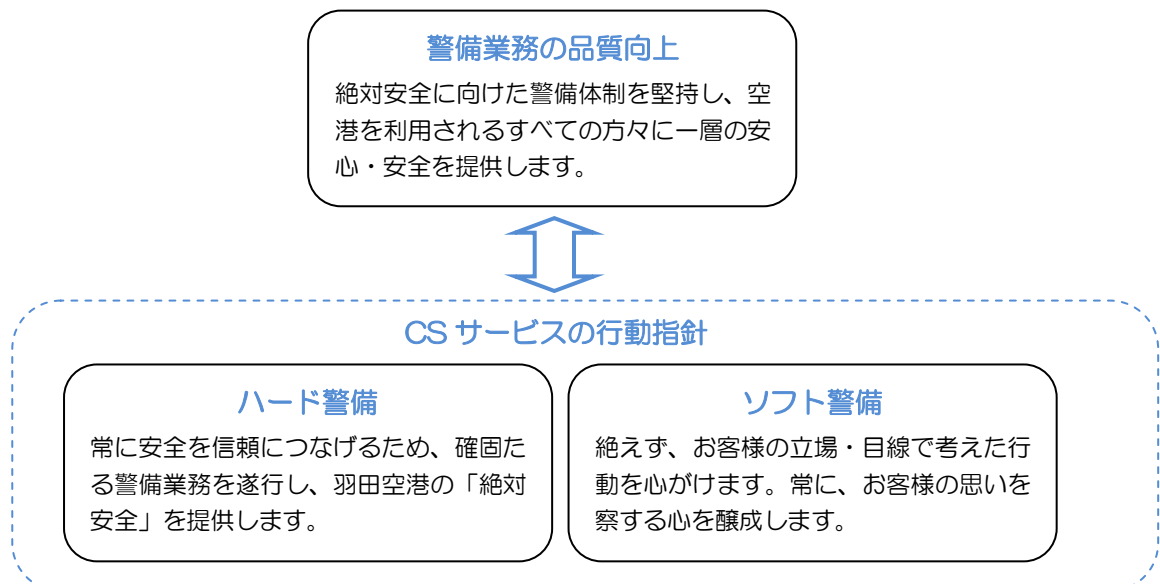 警備業務の品質向上
絶対安全に向けた警備体制を堅持し、空
港を利用されるすべての方々に一層の安
心・安全を提供します。
CS サービスの行動指針
ハード警備
常に安全を信頼につなげるため、確固た
る警備業務を遂行し、羽田空港の「絶対
安全」を提供します。
ソフト警備
絶えず、お客様の立場・目線で考えた行
動を心がけます。常に、お客様の思いを
察する心を醸成します。